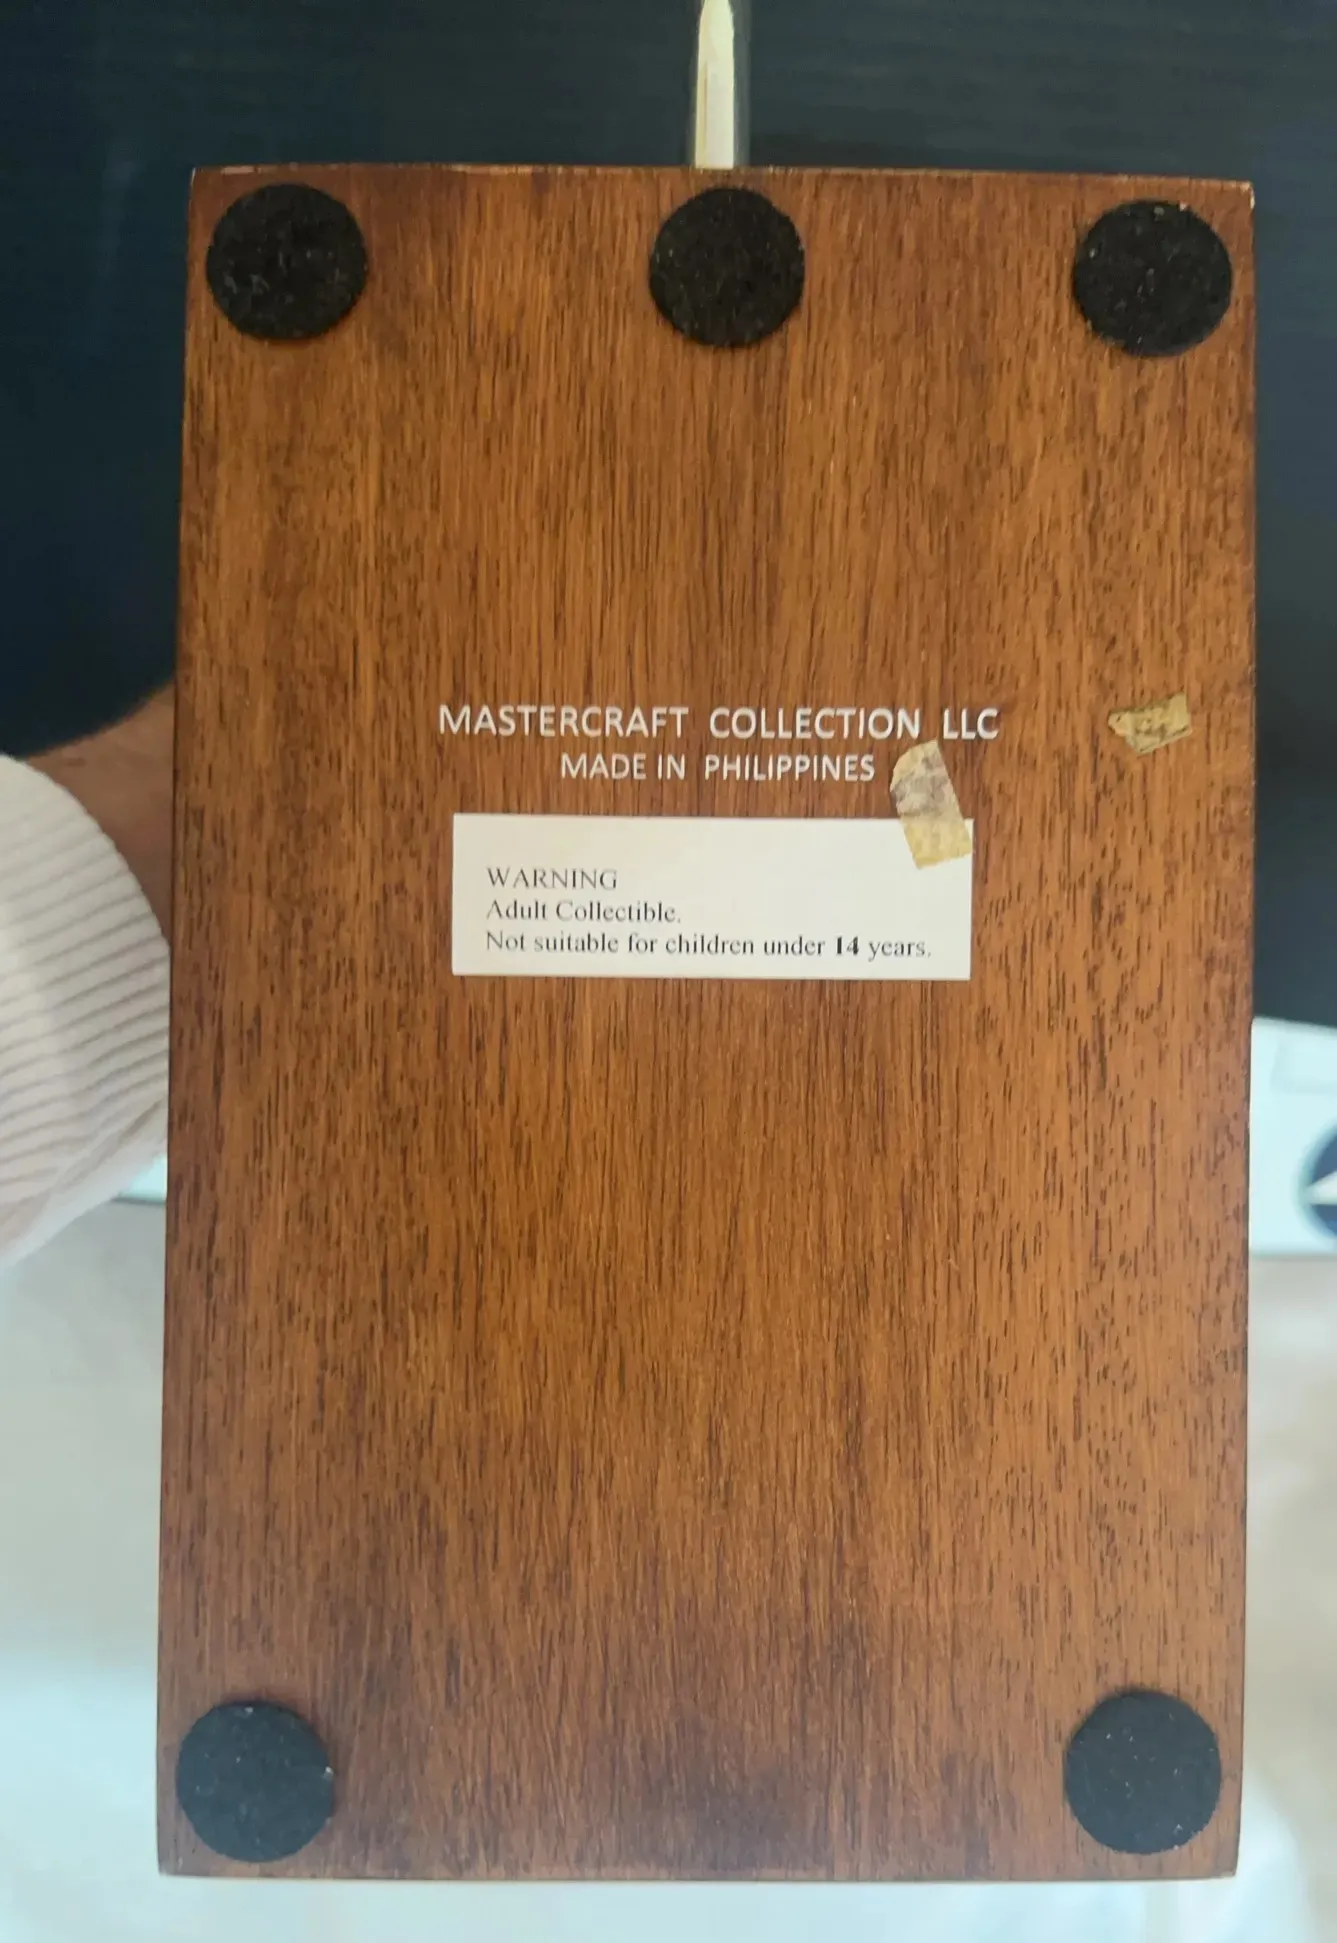 MASTERCRAFT COLLECTION LLC
MADE IN PHILIPPINES
WARNING
Adult Collectible.
Not suitable for children under 14 years.